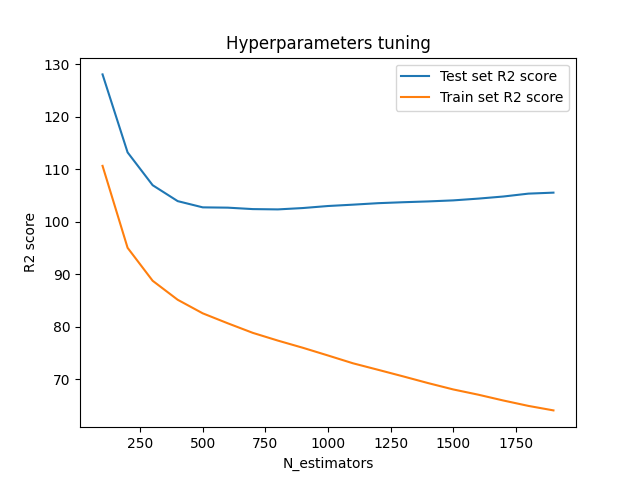 Hyperparameters tuning
Test set R2 score
Train set R2 score
R2 score
130
120
110
100
90
80
70
250 500 750 1000 1250 1500 1750
N_estimators